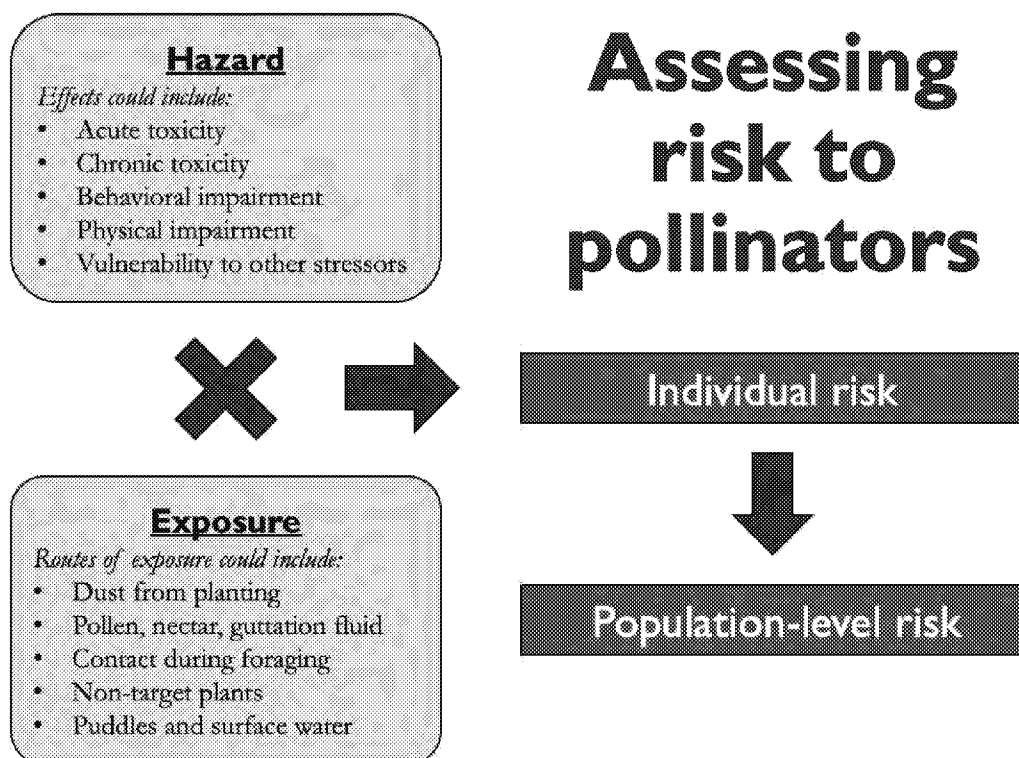 Hazard
Effects could include:
• Acute toxicity
• Chronic toxicity
• Behavioral impairment
• Physical impairment
• Vulnerability to other stressors
Assessing
risk to
pollinators
Individual risk
Exposure
Routes of exposure could include:
• Dust from planting
• Pollen, nectar, guttation fluid
• Contact during foraging
• Non-target plants
• Puddles and surface water
Population-level risk